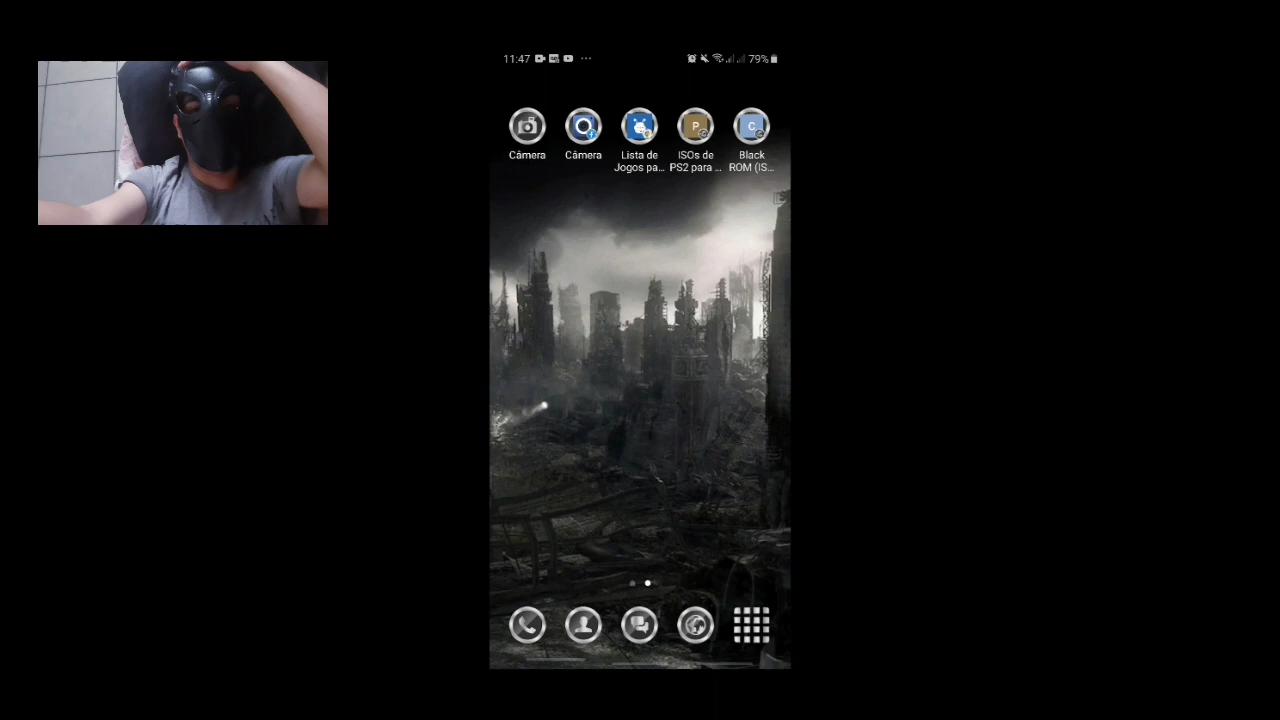 11:47
79%
Câmera
Câmera
Lista de
Jogos pa...
P
ISOs de
PS2 para ...
C
Black
ROM (IS...